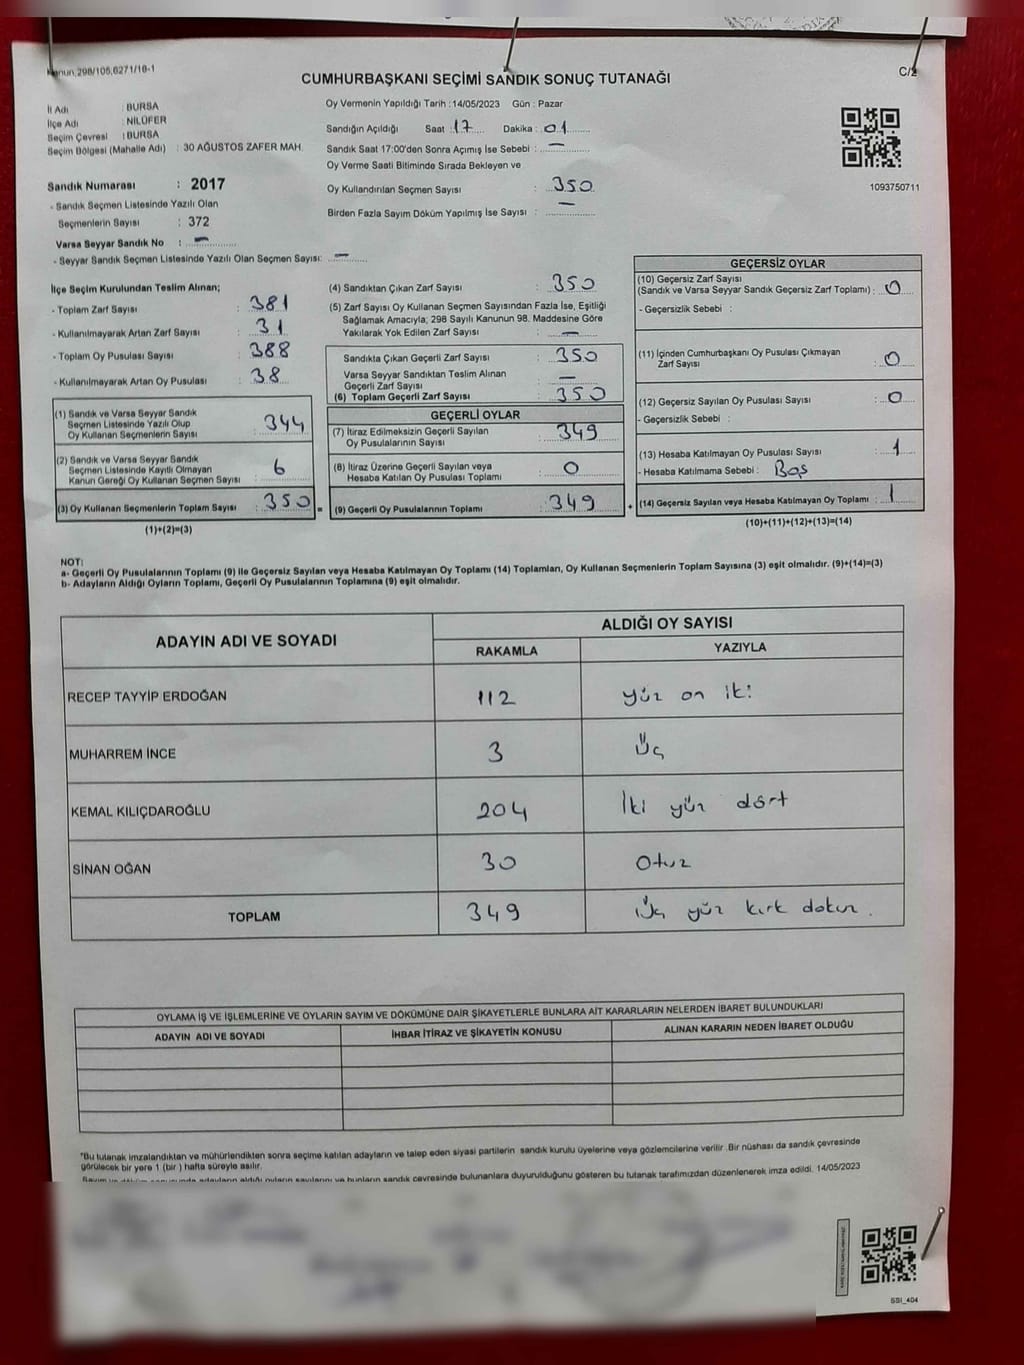 Kanun,298/105,6271/16-1
C/2
CUMHURBAŞKANI SEÇİMİ SANDIK SONUÇ TUTANAĞI
İl Adı : BURSA
İlçe Adı : NİLÜFER
Seçim Çevresi : BURSA
Seçim Bölgesi (Mahalle Adı) : 30 AĞUSTOS ZAFER MAH.
Sandık Numarası : 2017
- Sandık Seçmen Listesinde Yazılı Olan
Seçmenlerin Sayısı : 372
Varsa Seyyar Sandık No : -
- Seyyar Sandık Seçmen Listesinde Yazılı Olan Seçmen Sayısı: -
Oy Vermenin Yapıldığı Tarih : 14/05/2023 Gün : Pazar
Sandığın Açıldığı Saat : 17 Dakika : 01
Sandık Saat 17:00'den Sonra Açımış İse Sebebi : -
Oy Verme Saati Bitiminde Sırada Bekleyen ve
Oy Kullandırılan Seçmen Sayısı : 350
Birden Fazla Sayım Döküm Yapılmış İse Sayısı : -
1093750711
İlçe Seçim Kurulundan Teslim Alınan;
- Toplam Zarf Sayısı : 381
- Kullanılmayarak Artan Zarf Sayısı : 31
- Toplam Oy Pusulası Sayısı : 388
- Kullanılmayarak Artan Oy Pusulası : 38
(1) Sandık ve Varsa Seyyar Sandık
Seçmen Listesinde Yazılı Olup
Oy Kullanan Seçmenlerin Sayısı : 344
(2) Sandık ve Varsa Seyyar Sandık
Seçmen Listesinde Kayıtlı Olmayan
Kanun Gereği Oy Kullanan Seçmen Sayısı : 6
(3) Oy Kullanan Seçmenlerin Toplam Sayısı : 350 =
(1)+(2)=(3)
(4) Sandıktan Çıkan Zarf Sayısı : 350
(5) Zarf Sayısı Oy Kullanan Seçmen Sayısından Fazla İse, Eşitliği
Sağlamak Amacıyla; 298 Sayılı Kanunun 98. Maddesine Göre
Yakılarak Yok Edilen Zarf Sayısı : -
Sandıkta Çıkan Geçerli Zarf Sayısı : 350
Varsa Seyyar Sandıktan Teslim Alınan
Geçerli Zarf Sayısı : -
(6) Toplam Geçerli Zarf Sayısı : 350
GEÇERLİ OYLAR
(7) İtiraz Edilmeksizin Geçerli Sayılan
Oy Pusulalarının Sayısı : 349
(8) İtiraz Üzerine Geçerli Sayılan veya
Hesaba Katılan Oy Pusulası Toplamı : 0
(9) Geçerli Oy Pusulalarının Toplamı : 349 +
GEÇERSİZ OYLAR
(10) Geçersiz Zarf Sayısı
(Sandık ve Varsa Seyyar Sandık Geçersiz Zarf Toplamı) : 0
- Geçersizlik Sebebi :
(11) İçinden Cumhurbaşkanı Oy Pusulası Çıkmayan
Zarf Sayısı : 0
(12) Geçersiz Sayılan Oy Pusulası Sayısı : 0
- Geçersizlik Sebebi :
(13) Hesaba Katılmayan Oy Pusulası Sayısı : 1
- Hesaba Katılmama Sebebi : Boş
(14) Geçersiz Sayılan veya Hesaba Katılmayan Oy Toplamı : 1
(10)+(11)+(12)+(13)=(14)
NOT:
a- Geçerli Oy Pusulalarının Toplamı (9) ile Geçersiz Sayılan veya Hesaba Katılmayan Oy Toplamı (14) Toplamları, Oy Kullanan Seçmenlerin Toplam Sayısına (3) eşit olmalıdır. (9)+(14)=(3)
b- Adayların Aldığı Oyların Toplamı, Geçerli Oy Pusulalarının Toplamına (9) eşit olmalıdır.
ADAYIN ADI VE SOYADI ALDIĞI OY SAYISI
RAKAMLA YAZIYLA
RECEP TAYYİP ERDOĞAN 112 yüz on iki
MUHARREM İNCE 3 Üç
KEMAL KILIÇDAROĞLU 204 İki yüz dört
SİNAN OĞAN 30 Otuz
TOPLAM 349 Üç yüz kırk dokuz.
OYLAMA İŞ VE İŞLEMLERİNE VE OYLARIN SAYIM VE DÖKÜMÜNE DAİR ŞİKAYETLERLE BUNLARA AİT KARARLARIN NELERDEN İBARET BULUNDUKLARI
ADAYIN ADI VE SOYADI İHBAR İTİRAZ VE ŞİKAYETİN KONUSU ALINAN KARARIN NEDEN İBARET OLDUĞU
"Bu tutanak imzalandıktan ve mühürlendikten sonra seçime katılan adayların ve talep eden siyasi partilerin sandık kurulu üyelerine veya gözlemcilerine verilir .Bir nüshası da sandık çevresinde
görülecek bir yere 1 (bir ) hafta süreyle asılır.
Sayım ve döküm sonucunda adayların aldığı oyların sayılarını ve bunların sandık çevresinde bulunanlara duyurulduğunu gösteren bu tutanak tarafımızdan düzenlenerek imza edildi. 14/05/2023
SSI_404